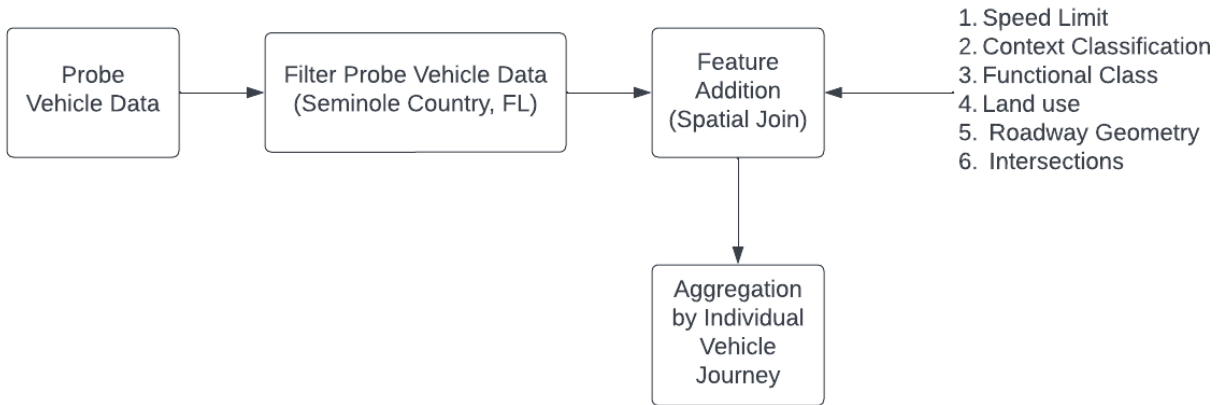 Probe
Vehicle Data
Filter Probe Vehicle Data
(Seminole Country, FL)
Feature
Addition
(Spatial Join)
1. Speed Limit
2. Context Classification
3. Functional Class
4. Land use
5. Roadway Geometry
6. Intersections
Aggregation
by Individual
Vehicle
Journey